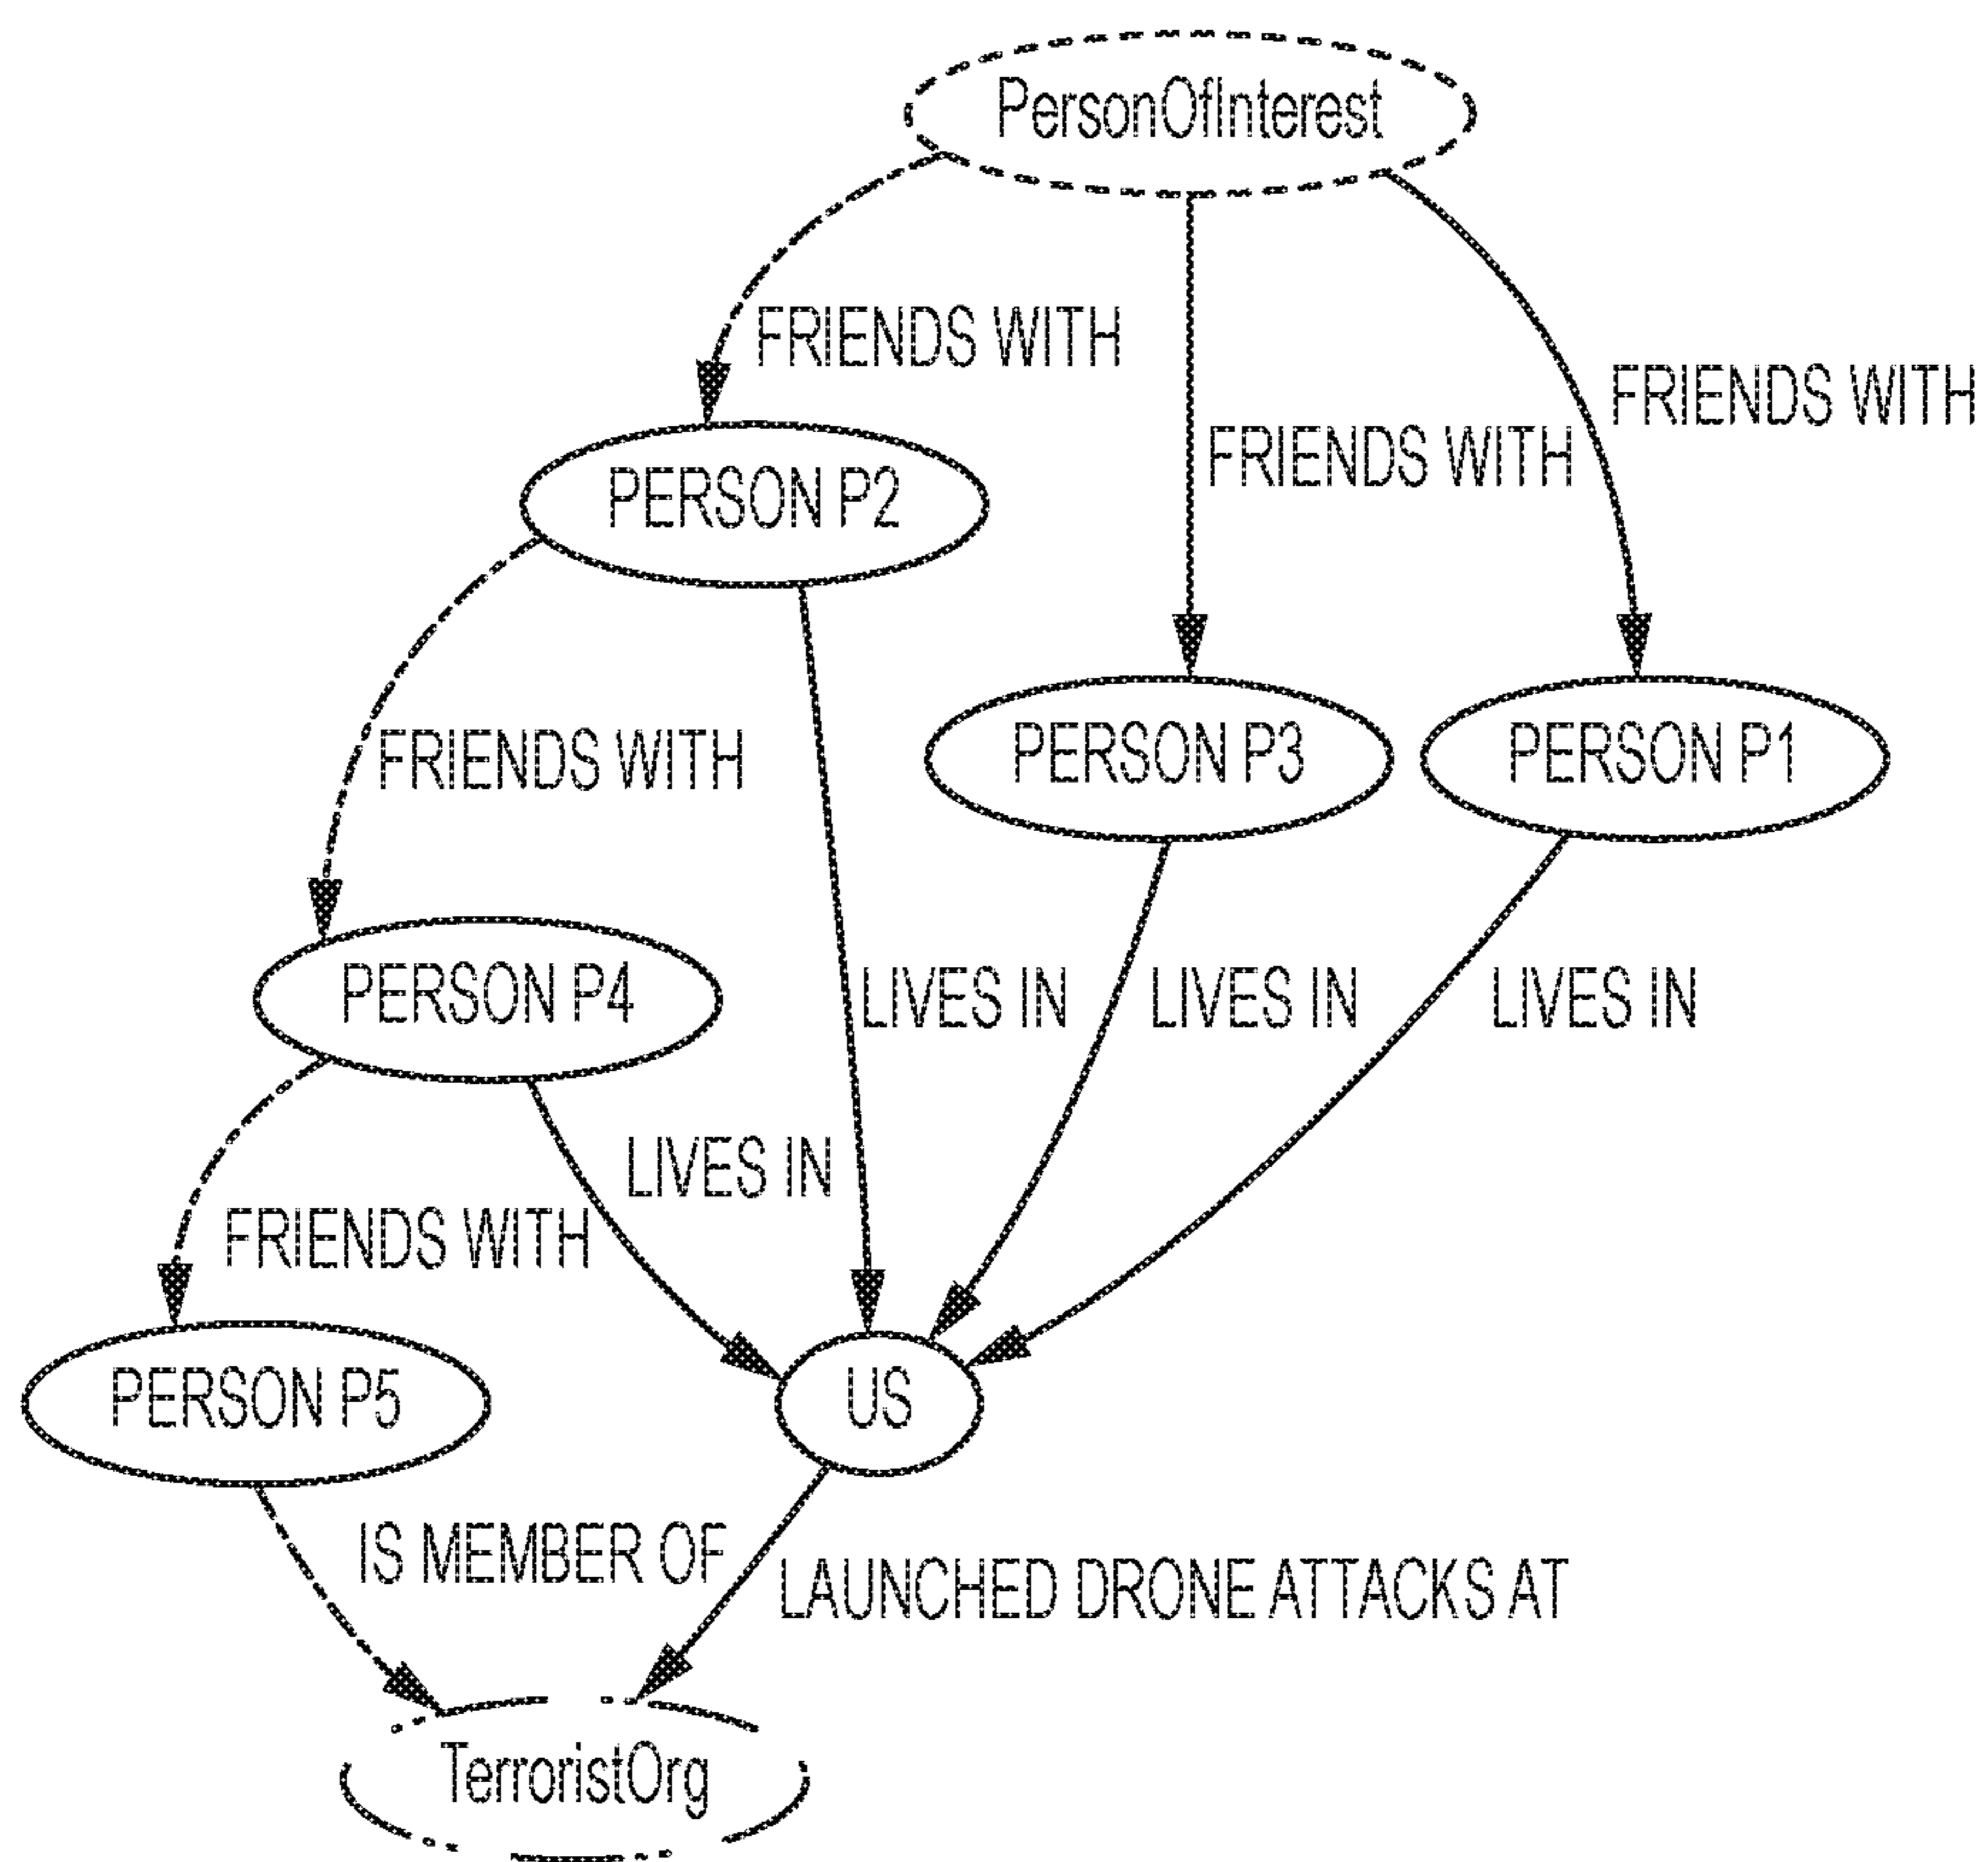 PersonOfInterest
FRIENDS WITH
FRIENDS WITH
FRIENDS WITH
PERSON P2
PERSON P3
PERSON P1
FRIENDS WITH
PERSON P4
LIVES IN
LIVES IN
LIVES IN
LIVES IN
FRIENDS WITH
PERSON P5
US
IS MEMBER OF
LAUNCHED DRONE ATTACKS AT
TerroristOrg